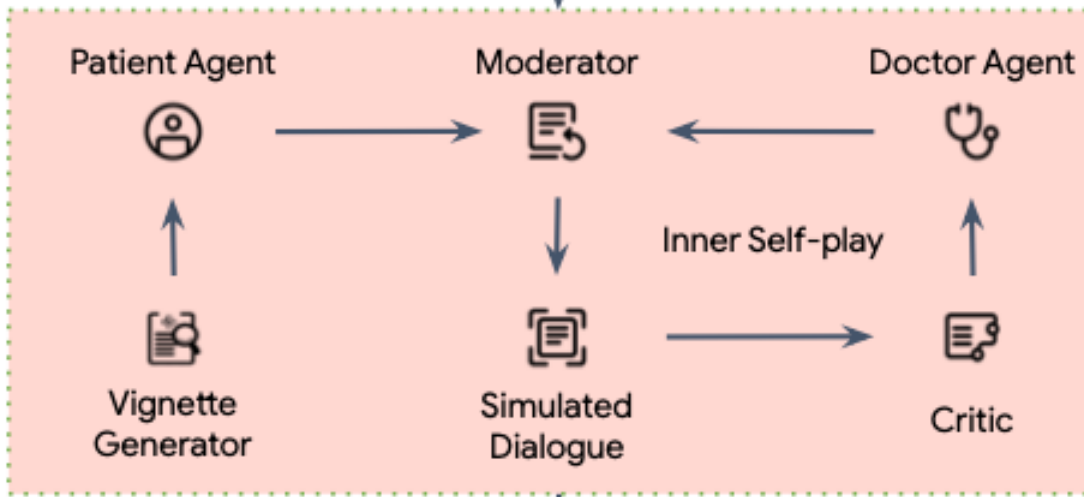 Patient Agent
Moderator
Doctor Agent
Inner Self-play
Vignette
Generator
Simulated
Dialogue
Critic